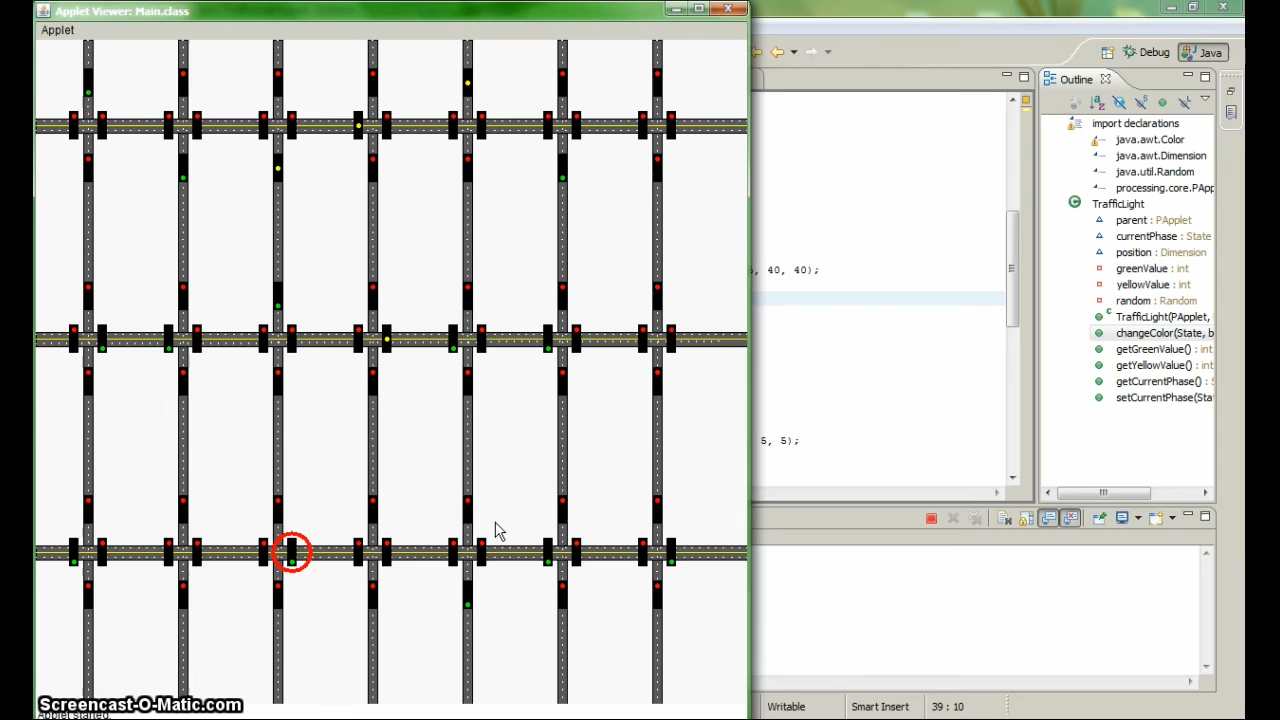 Applet Viewer: Main.class
Applet
Debug
Java
Outline
import declarations
java.awt.Color
java.awt.Dimension
java.util.Random
processing.core.PApp
TrafficLight
parent : PApplet
currentPhase : State
position : Dimension
greenValue : int
yellowValue : int
random : Random
TrafficLight(PApplet,
changeColor(State, b
getGreenValue() : int
getYellowValue() : int
getCurrentPhase() : S
setCurrentPhase(Sta
, 40, 40);
5, 5);
Writable
Smart Insert
39 : 10
Screencast-O-Matic.com
Applet started.